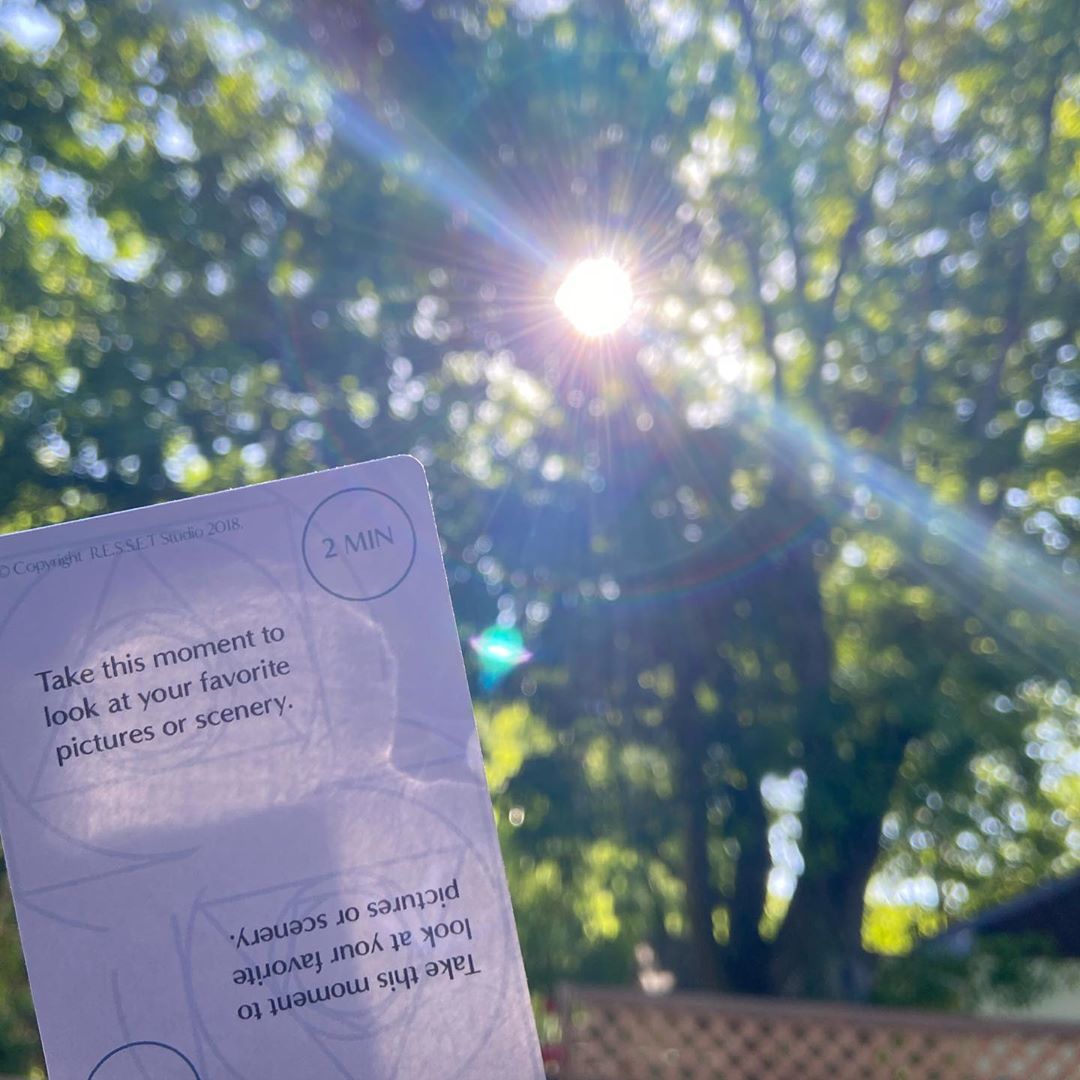 © Copyright R.E.S.S.E.T Studio 2018.
2 MIN
Take this moment to
look at your favorite
pictures or scenery.
Take this moment to
look at your favorite
pictures or scenery.